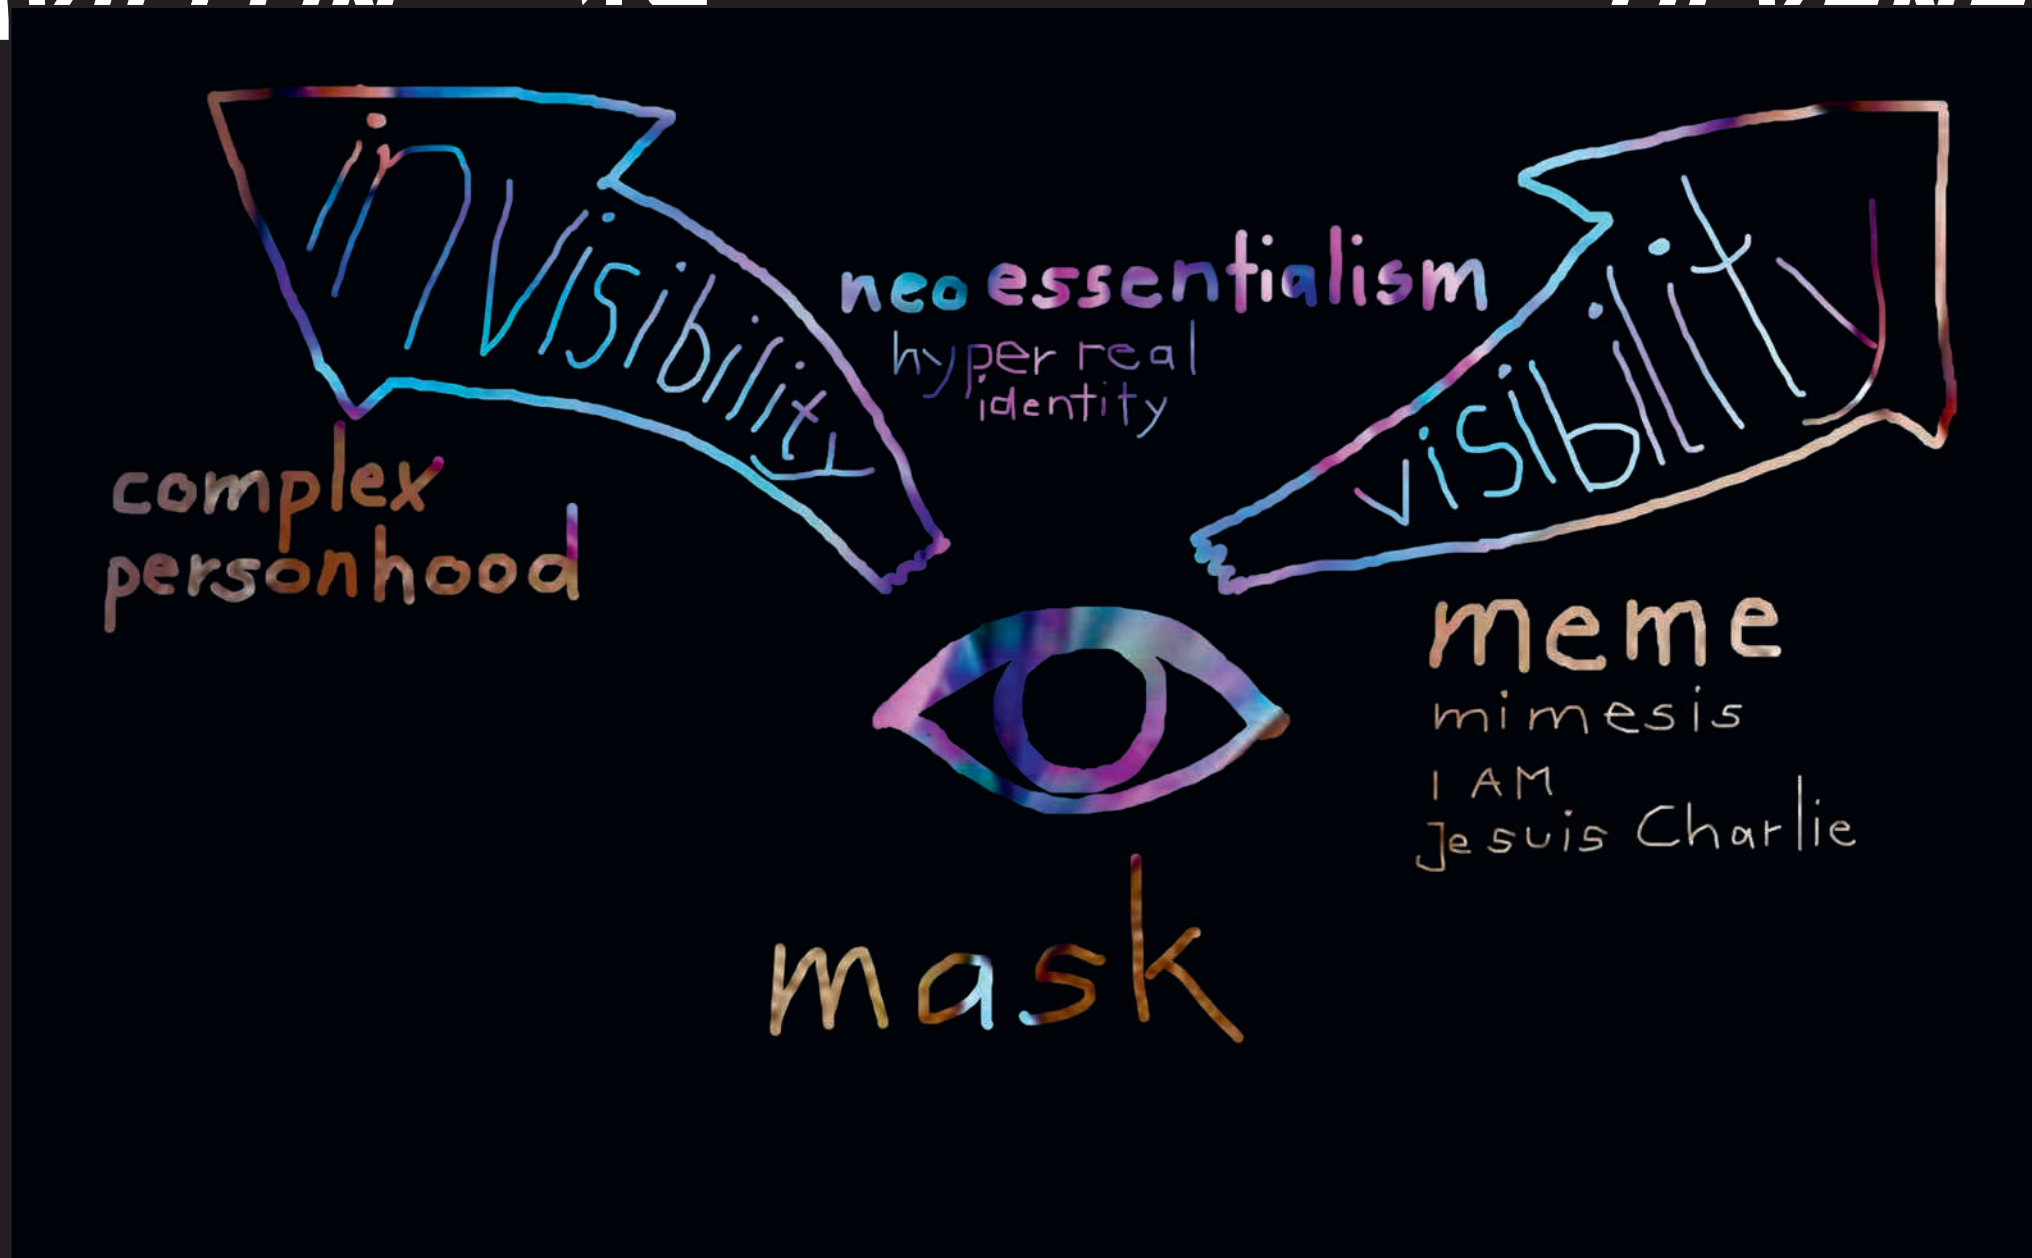 invisibility
neo essentialism
hyper real
identity
visibility
complex
personhood
meme
mimesis
I AM
Je suis Charlie
mask